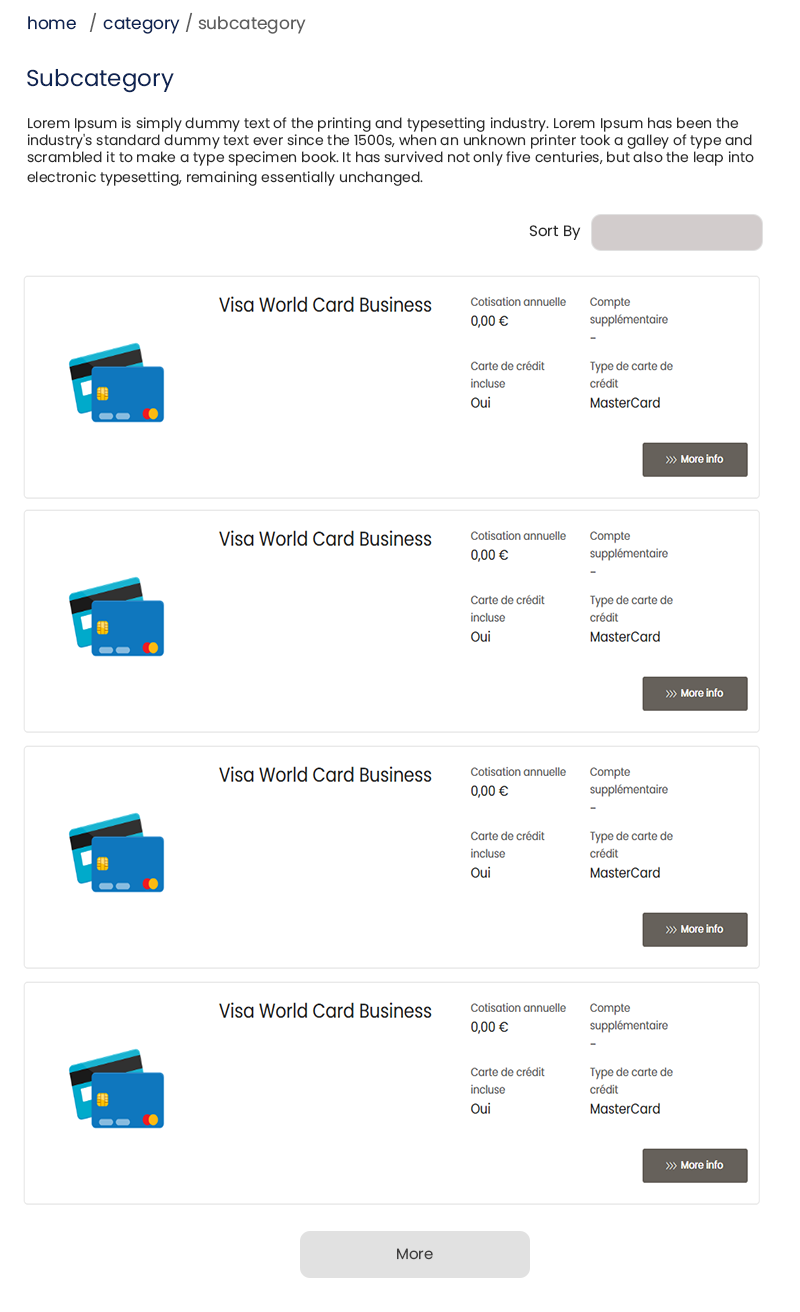 home / category / subcategory
Subcategory
Lorem Ipsum is simply dummy text of the printing and typesetting industry. Lorem Ipsum has been the
industry's standard dummy text ever since the 1500s, when an unknown printer took a galley of type and
scrambled it to make a type specimen book. It has survived not only five centuries, but also the leap into
electronic typesetting, remaining essentially unchanged.
Sort By
Visa World Card Business
Cotisation annuelle
0,00 €
Compte
supplémentaire
-
Carte de crédit
incluse
Oui
Type de carte de
crédit
MasterCard
>>> More info
Visa World Card Business
Cotisation annuelle
0,00 €
Compte
supplémentaire
-
Carte de crédit
incluse
Oui
Type de carte de
crédit
MasterCard
>>> More info
Visa World Card Business
Cotisation annuelle
0,00 €
Compte
supplémentaire
-
Carte de crédit
incluse
Oui
Type de carte de
crédit
MasterCard
>>> More info
Visa World Card Business
Cotisation annuelle
0,00 €
Compte
supplémentaire
-
Carte de crédit
incluse
Oui
Type de carte de
crédit
MasterCard
>>> More info
More